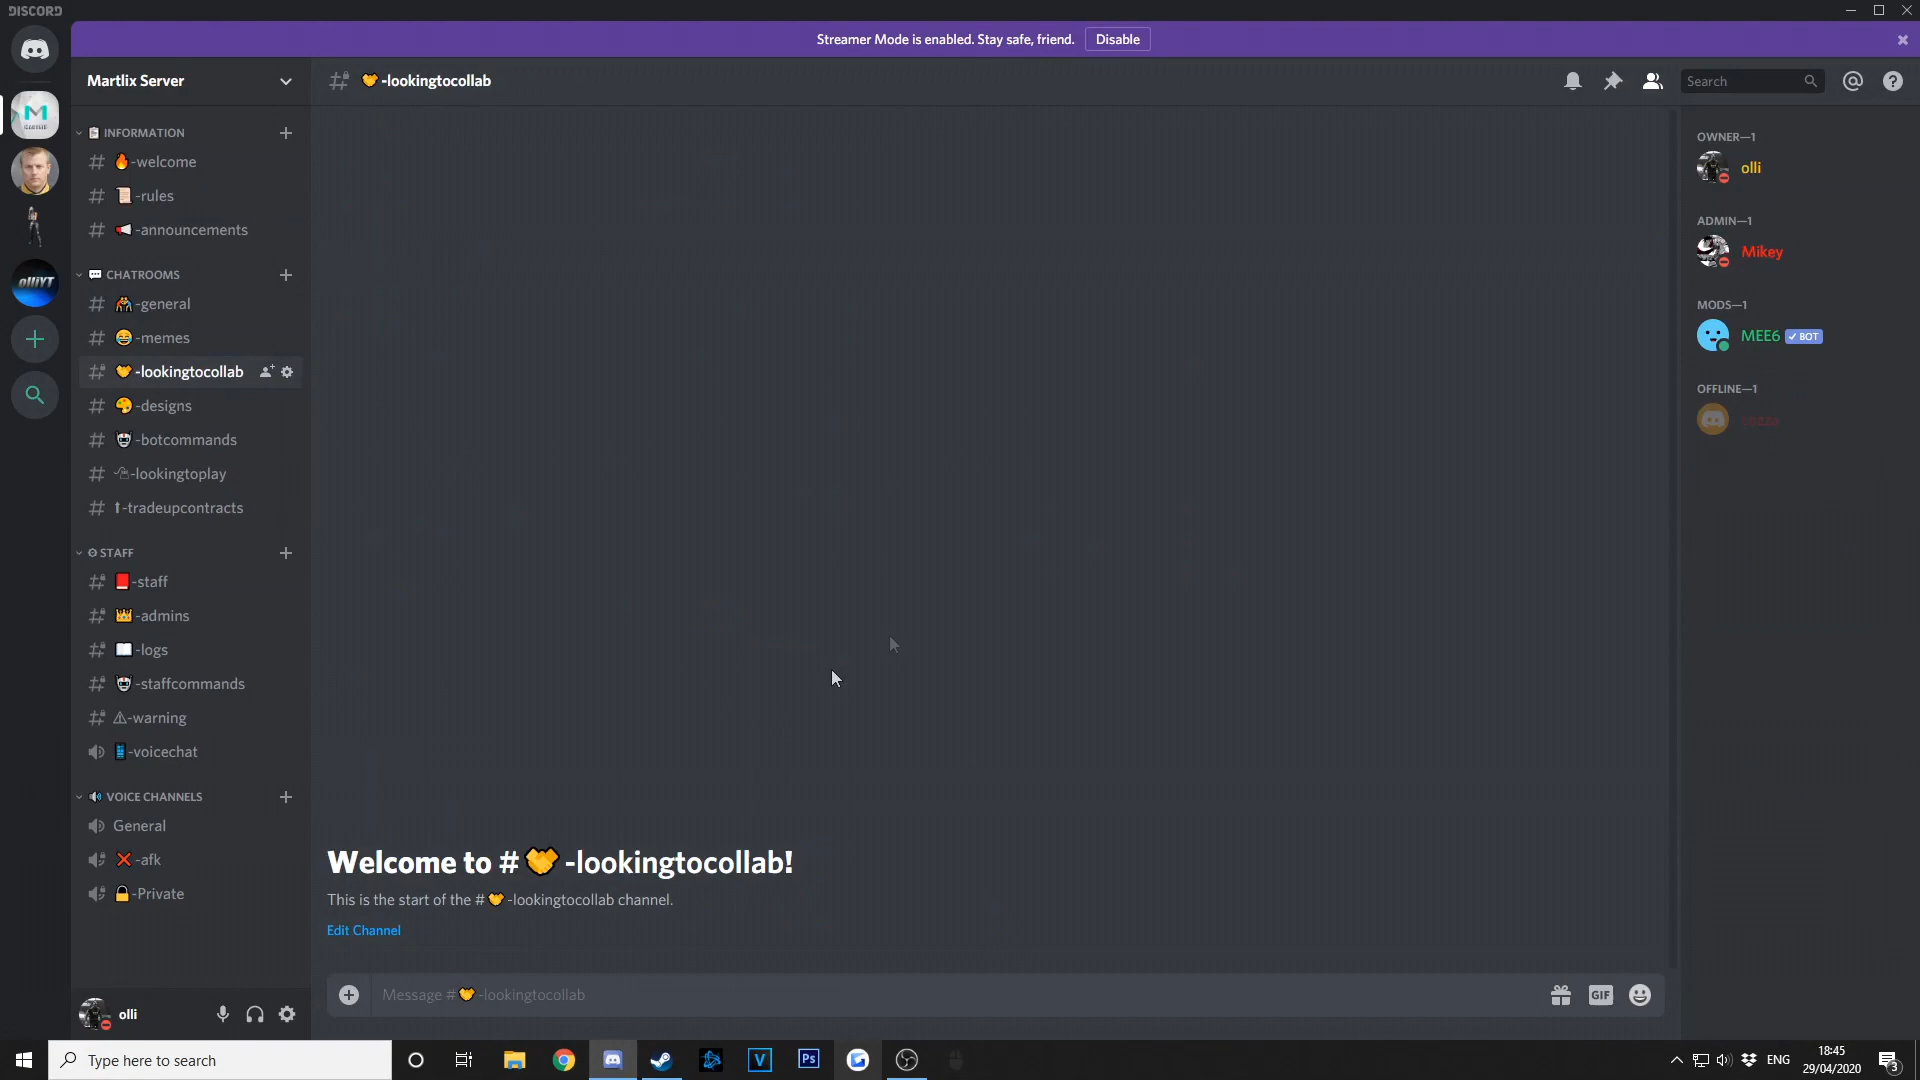 DISCORD
Streamer Mode is enabled. Stay safe, friend.
Disable
Martlix Server
🤝-lookingtocollab
Search
📋 INFORMATION
# 🔥-welcome
# 📜-rules
# 📢-announcements
💬 CHATROOMS
# -general
# 😂-memes
# 🤝-lookingtocollab
# 🎨-designs
# 🤖-botcommands
# -lookingtoplay
# ⬆-tradeupcontracts
⚙ STAFF
# 📕-staff
# 👑-admins
# 📖-logs
# 🤖-staffcommands
# ⚠-warning
📱-voicechat
🔊 VOICE CHANNELS
General
❌-afk
🔒-Private
olli
OWNER—1
olli
ADMIN—1
Mikey
MODS—1
MEE6 ✓ BOT
OFFLINE—1
Welcome to #🤝-lookingtocollab!
This is the start of the #🤝-lookingtocollab channel.
Edit Channel
Message #🤝-lookingtocollab
GIF
Type here to search
V
Ps
ENG
18:45
29/04/2020
3